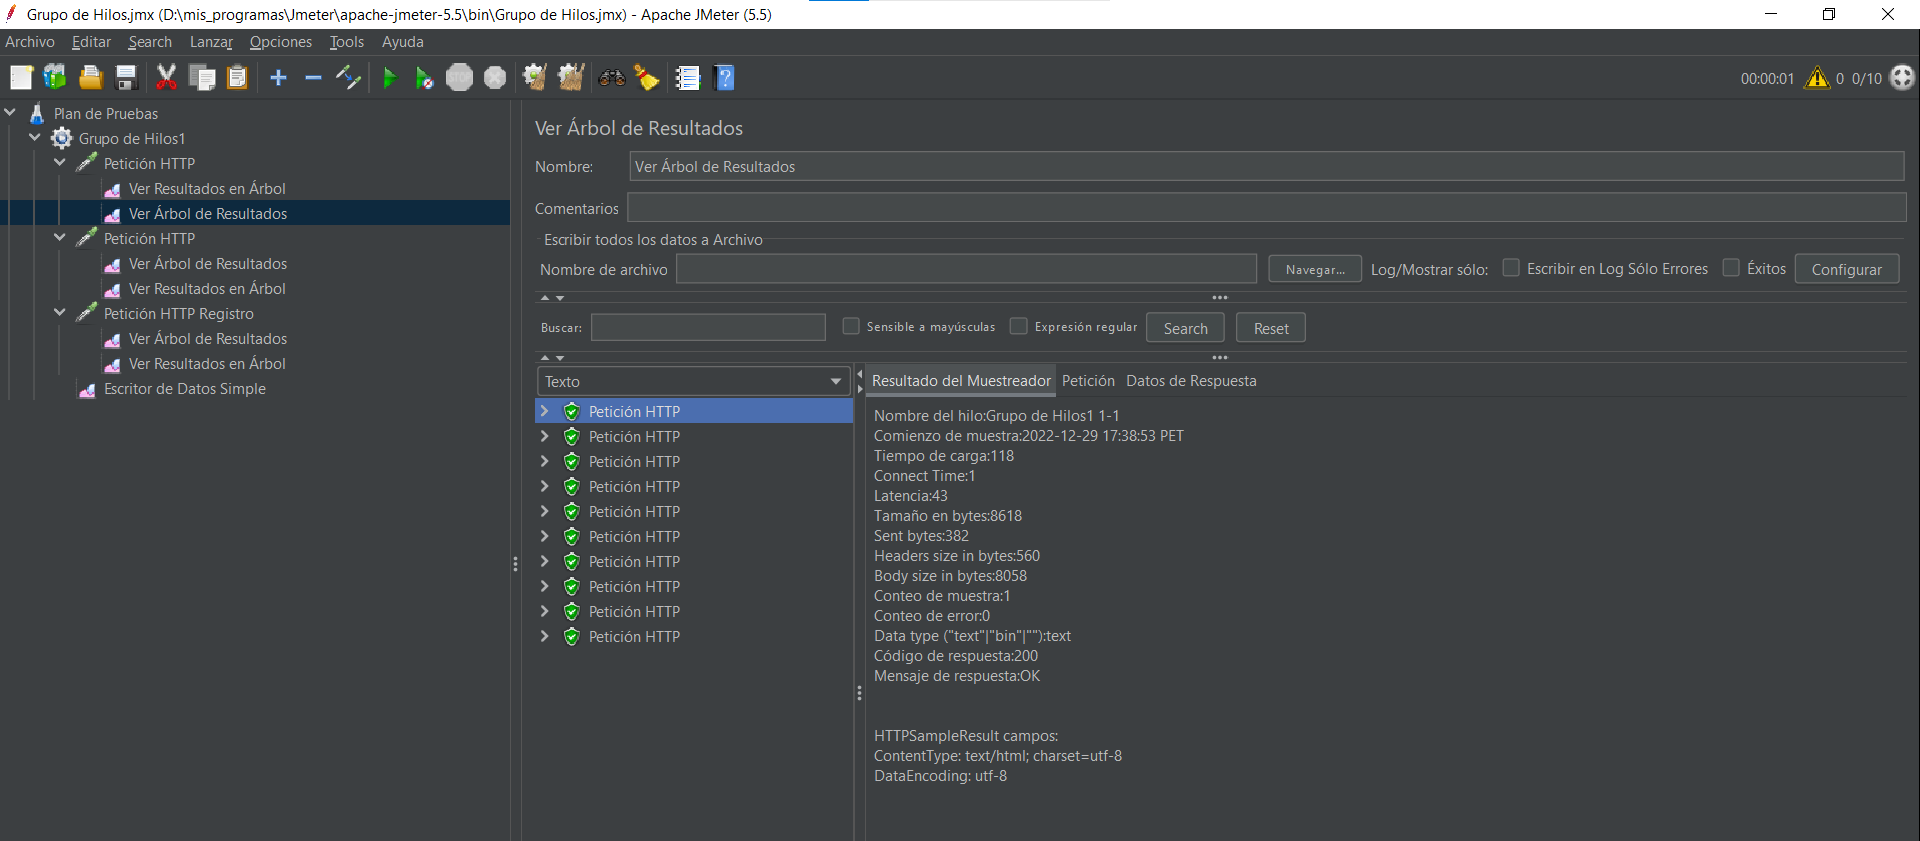 Grupo de Hilos.jmx (D:\mis_programas\Jmeter\apache-jmeter-5.5\bin\Grupo de Hilos.jmx) - Apache JMeter (5.5)
Archivo Editar Search Lanzar Opciones Tools Ayuda
STOP
00:00:01 0 0/10
Plan de Pruebas
Grupo de Hilos1
Petición HTTP
Ver Resultados en Árbol
Ver Árbol de Resultados
Petición HTTP
Ver Árbol de Resultados
Ver Resultados en Árbol
Petición HTTP Registro
Ver Árbol de Resultados
Ver Resultados en Árbol
Escritor de Datos Simple
Ver Árbol de Resultados
Nombre: Ver Árbol de Resultados
Comentarios
Escribir todos los datos a Archivo
Nombre de archivo Navegar... Log/Mostrar sólo: Escribir en Log Sólo Errores Éxitos Configurar
Buscar: Sensible a mayúsculas Expresión regular Search Reset
Texto
Petición HTTP
Petición HTTP
Petición HTTP
Petición HTTP
Petición HTTP
Petición HTTP
Petición HTTP
Petición HTTP
Petición HTTP
Petición HTTP
Resultado del Muestreador Petición Datos de Respuesta
Nombre del hilo:Grupo de Hilos1 1-1
Comienzo de muestra:2022-12-29 17:38:53 PET
Tiempo de carga:118
Connect Time:1
Latencia:43
Tamaño en bytes:8618
Sent bytes:382
Headers size in bytes:560
Body size in bytes:8058
Conteo de muestra:1
Conteo de error:0
Data type ("text"|"bin"|""):text
Código de respuesta:200
Mensaje de respuesta:OK
HTTPSampleResult campos:
ContentType: text/html; charset=utf-8
DataEncoding: utf-8